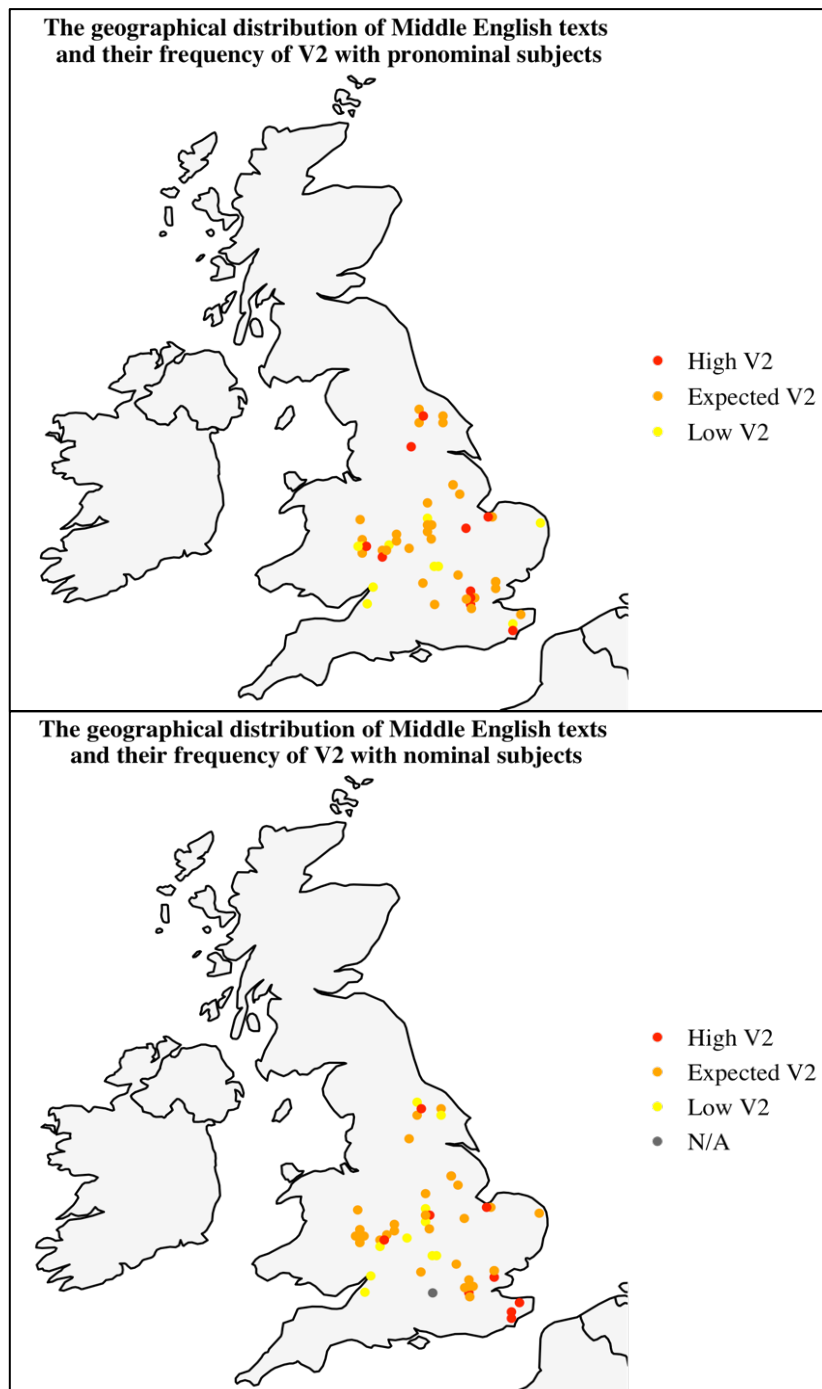 The geographical distribution of Middle English texts
and their frequency of V2 with pronominal subjects
High V2
Expected V2
Low V2
The geographical distribution of Middle English texts
and their frequency of V2 with nominal subjects
High V2
Expected V2
Low V2
N/A